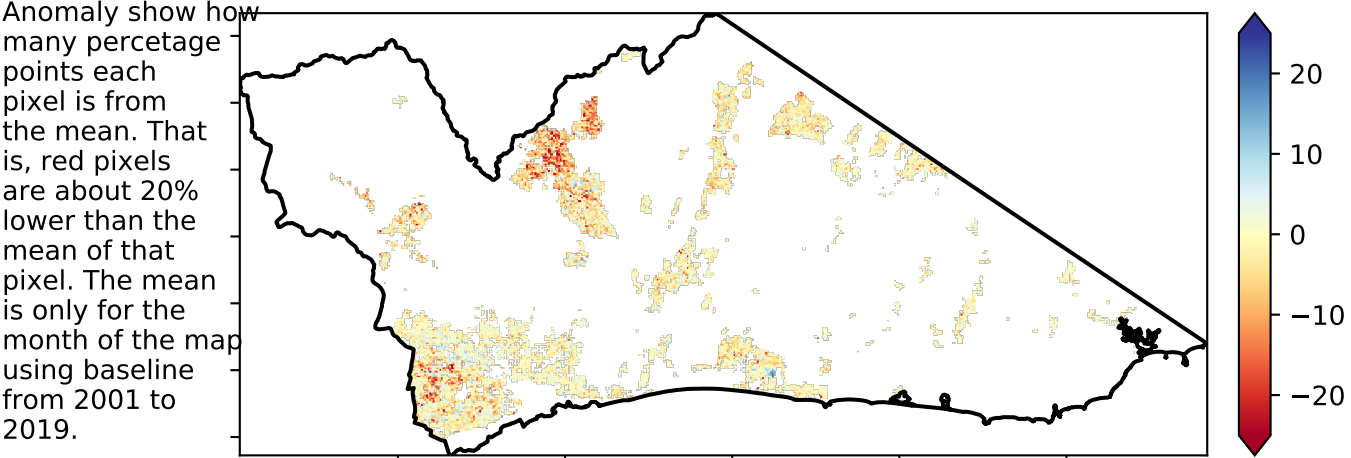 Anomaly show how
many percetage
points each
pixel is from
the mean. That
is, red pixels
are about 20%
lower than the
mean of that
pixel. The mean
is only for the
month of the map
using baseline
from 2001 to
2019.
20
10
0
−10
−20